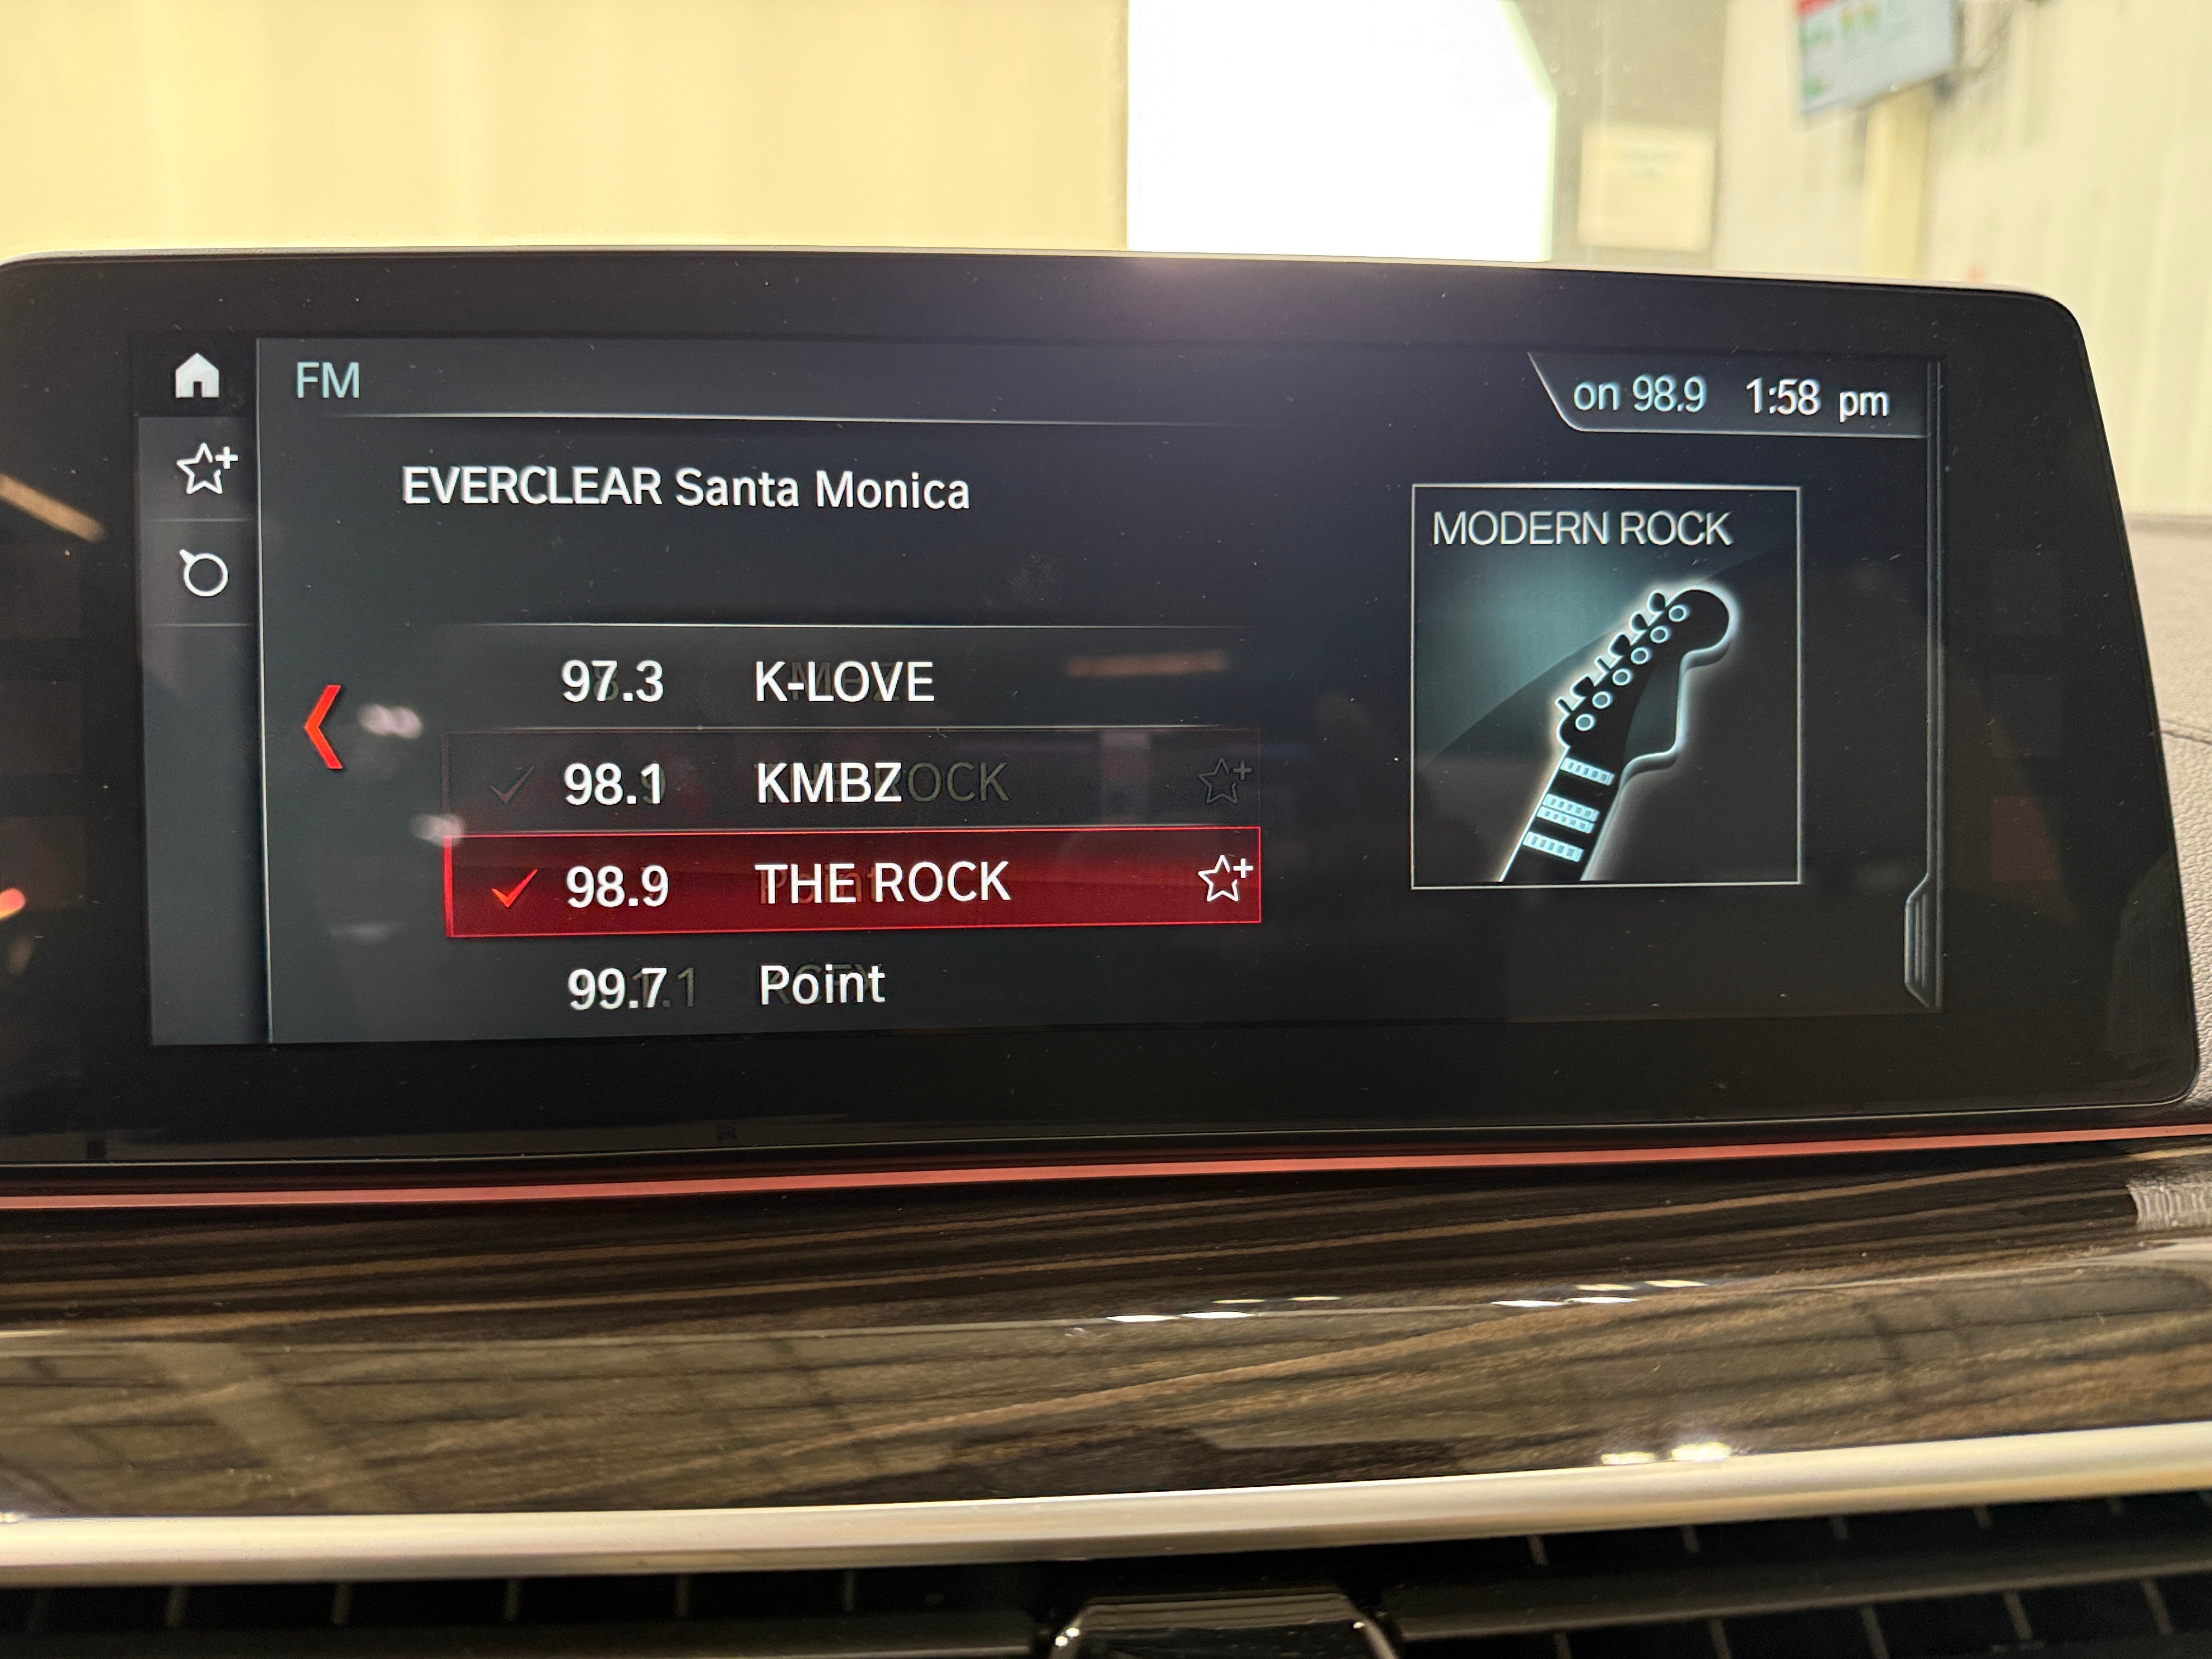 FM
on 98.9 1:58 pm
EVERCLEAR Santa Monica
MODERN ROCK
97.3 K-LOVE
98.1 KMBZ
98.9 THE ROCK
99.7 Point